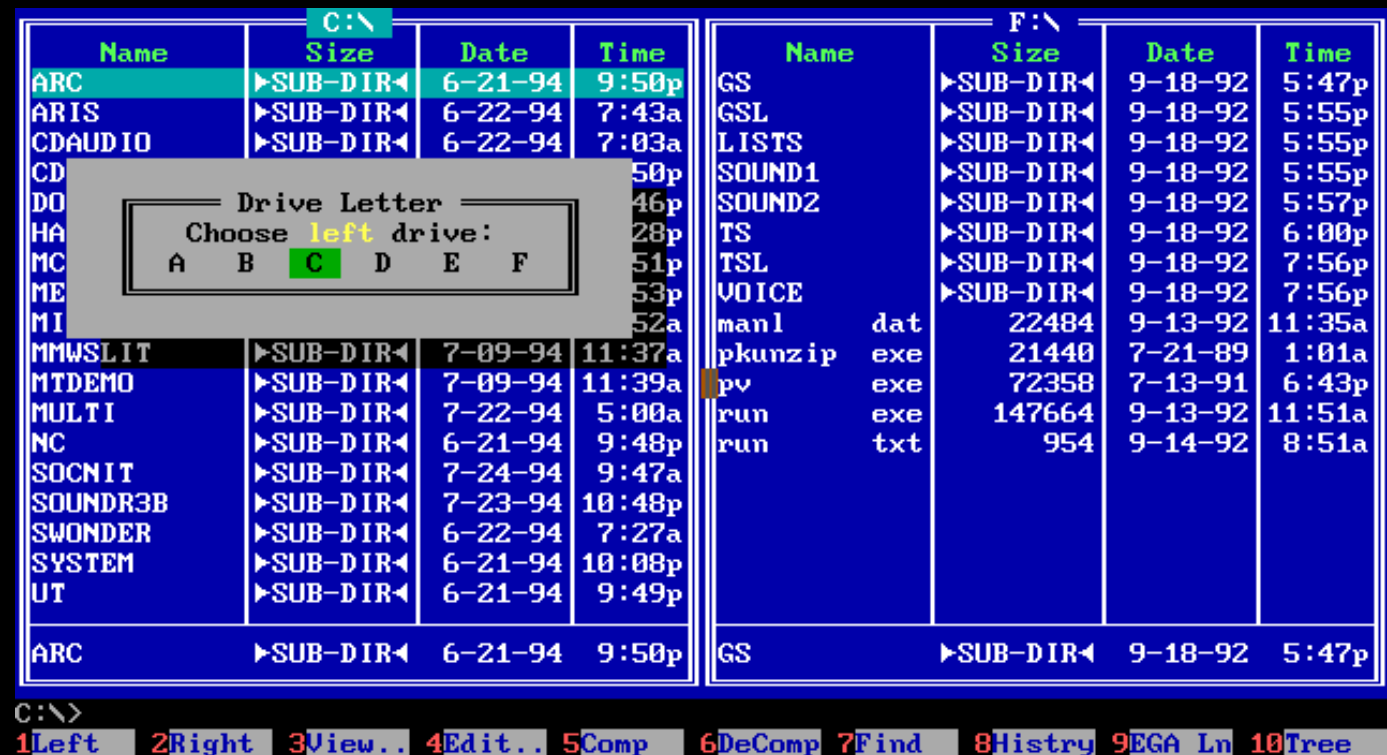 C:\ F:\
Name Size Date Time Name Size Date Time
ARC ►SUB-DIR◄ 6-21-94 9:50p GS ►SUB-DIR◄ 9-18-92 5:47p
ARIS ►SUB-DIR◄ 6-22-94 7:43a GSL ►SUB-DIR◄ 9-18-92 5:55p
CDAUDIO ►SUB-DIR◄ 6-22-94 7:03a LISTS ►SUB-DIR◄ 9-18-92 5:55p
CD 50p SOUND1 ►SUB-DIR◄ 9-18-92 5:55p
DO Drive Letter 46p SOUND2 ►SUB-DIR◄ 9-18-92 5:57p
HA Choose left drive: 28p TS ►SUB-DIR◄ 9-18-92 6:00p
MC A B C D E F 51p TSL ►SUB-DIR◄ 9-18-92 7:56p
ME 53p VOICE ►SUB-DIR◄ 9-18-92 7:56p
MI 52a manl dat 22484 9-13-92 11:35a
MMWSLIT ►SUB-DIR◄ 7-09-94 11:37a pkunzip exe 21440 7-21-89 1:01a
MTDEMO ►SUB-DIR◄ 7-09-94 11:39a pv exe 72358 7-13-91 6:43p
MULTI ►SUB-DIR◄ 7-22-94 5:00a run exe 147664 9-13-92 11:51a
NC ►SUB-DIR◄ 6-21-94 9:48p run txt 954 9-14-92 8:51a
SOCNIT ►SUB-DIR◄ 7-24-94 9:47a
SOUNDR3B ►SUB-DIR◄ 7-23-94 10:48p
SWONDER ►SUB-DIR◄ 6-22-94 7:27a
SYSTEM ►SUB-DIR◄ 6-21-94 10:08p
UT ►SUB-DIR◄ 6-21-94 9:49p
ARC ►SUB-DIR◄ 6-21-94 9:50p GS ►SUB-DIR◄ 9-18-92 5:47p
C:\>
1Left 2Right 3View.. 4Edit.. 5Comp 6DeComp 7Find 8Histry 9EGA Ln 10Tree